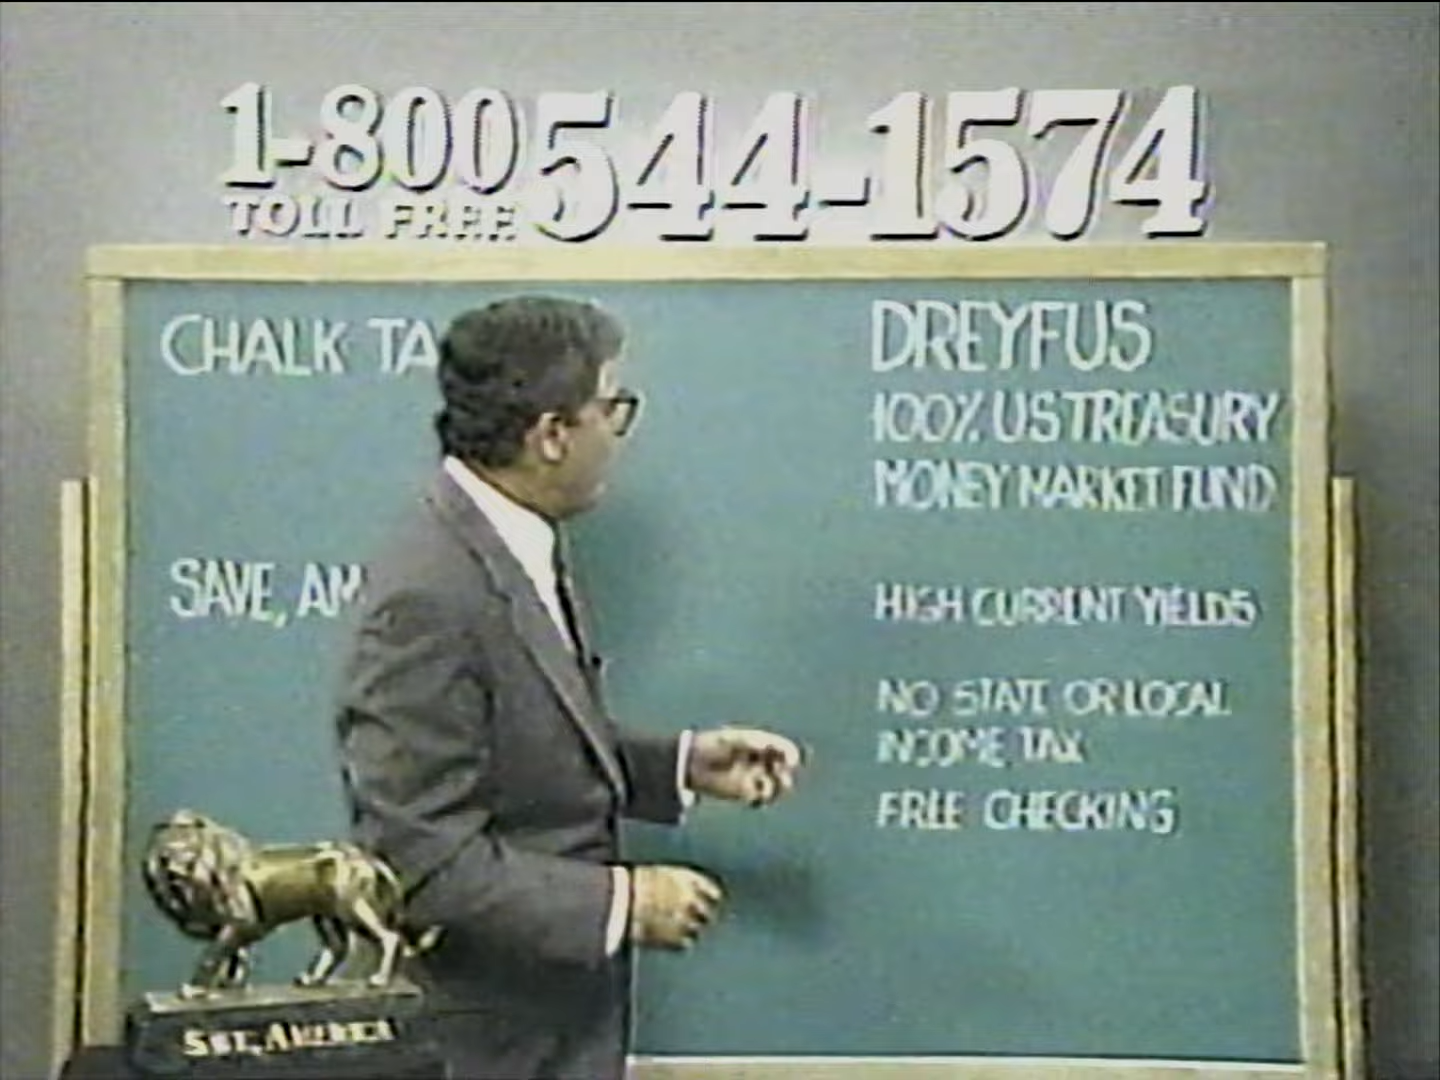 1-800 544-1574
TOLL FREE
CHALK TA
SAVE, AM
DREYFUS
100% US TREASURY
MONEY MARKET FUND
HIGH CURRENT YIELDS
NO STATE OR LOCAL
INCOME TAX
FREE CHECKING